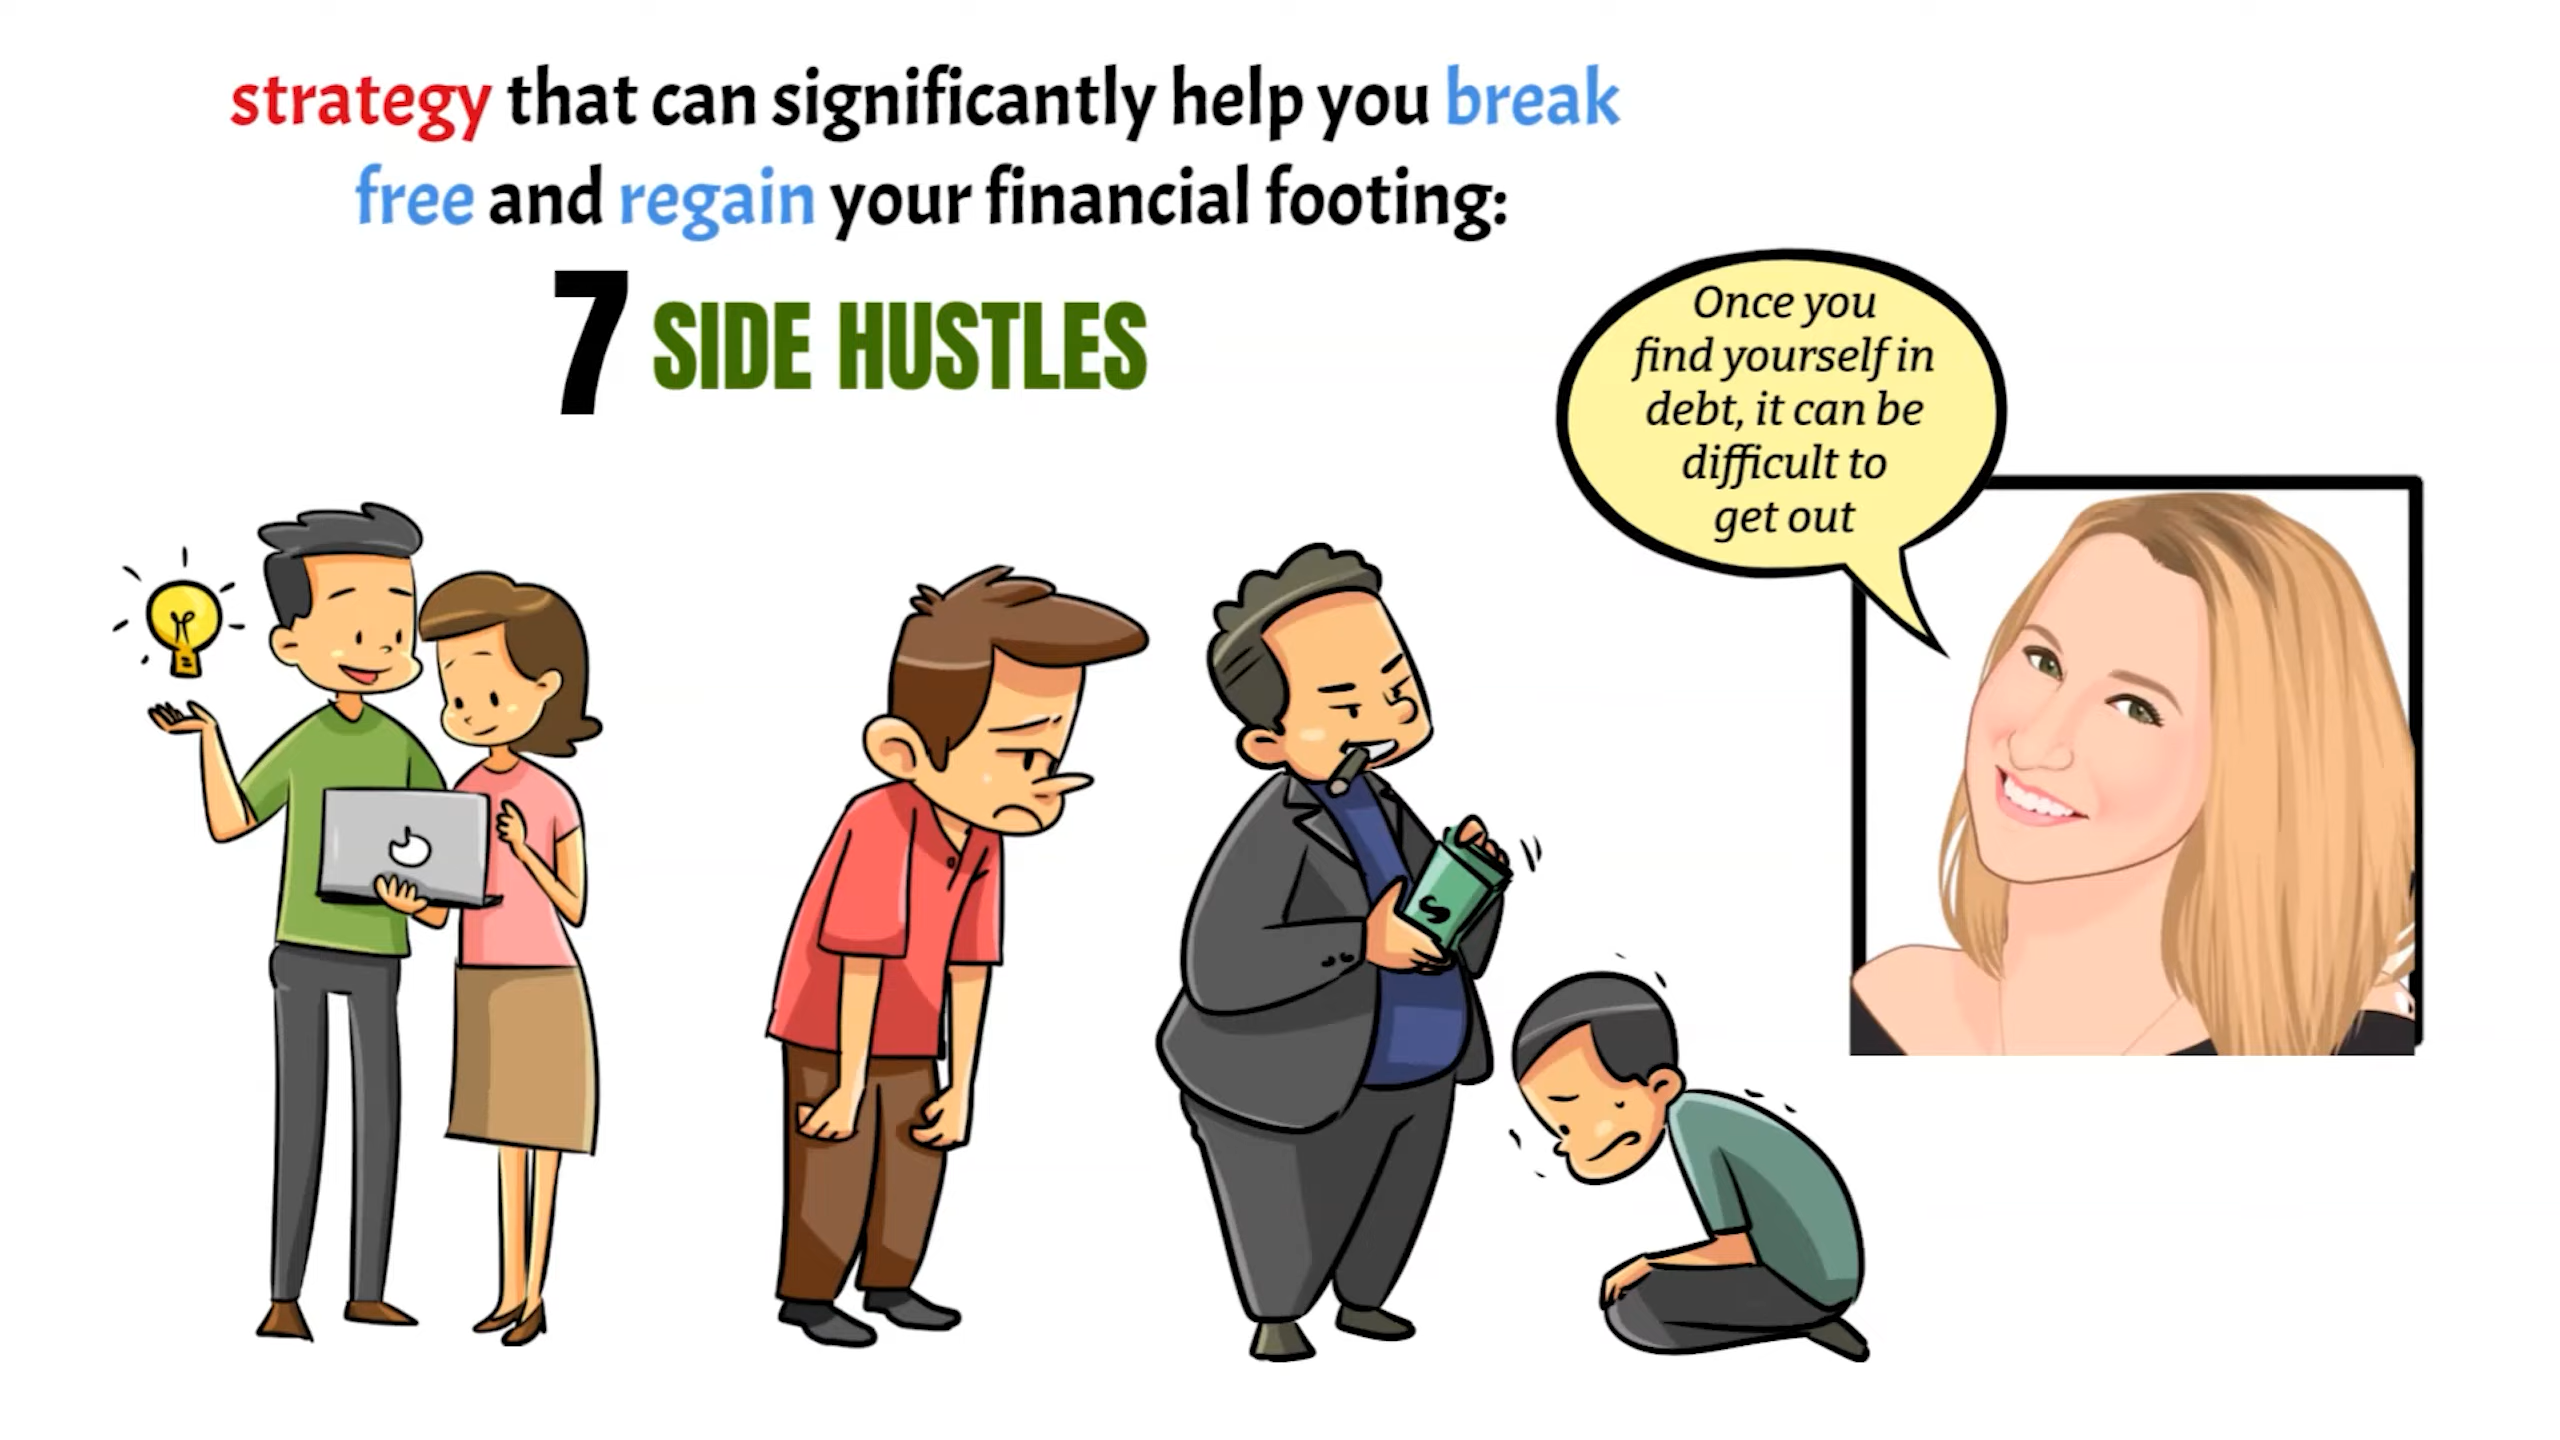 strategy that can significantly help you break
free and regain your financial footing:
7 SIDE HUSTLES
Once you
find yourself in
debt, it can be
difficult to
get out
$